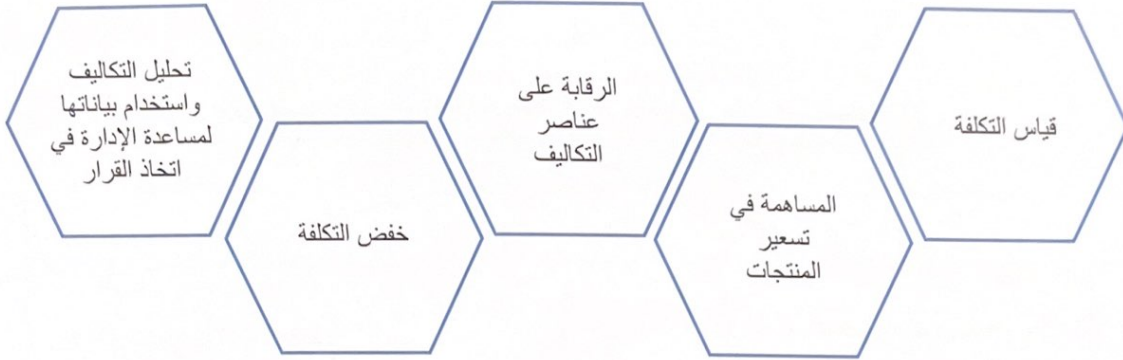 قياس التكلفة
المساهمة في
تسعير
المنتجات
الرقابة على
عناصر
التكاليف
خفض التكلفة
تحليل التكاليف
واستخدام بياناتها
لمساعدة الإدارة في
اتخاذ القرار